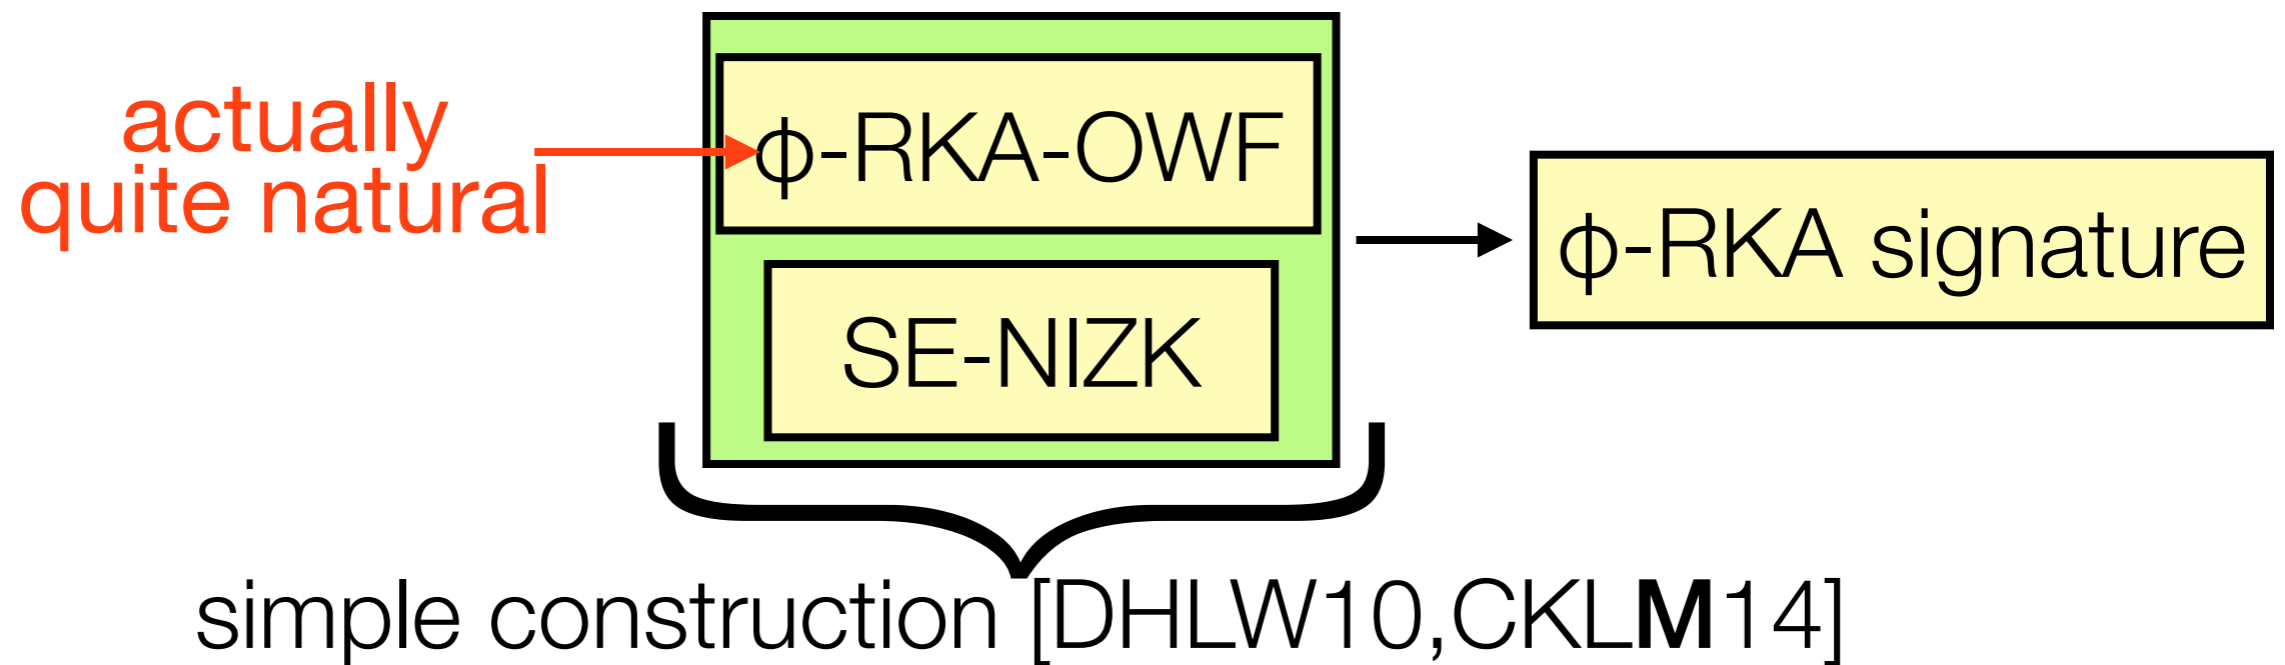 actually
quite natural
ϕ-RKA-OWF
SE-NIZK
ϕ-RKA signature
simple construction [DHLW10,CKLM14]